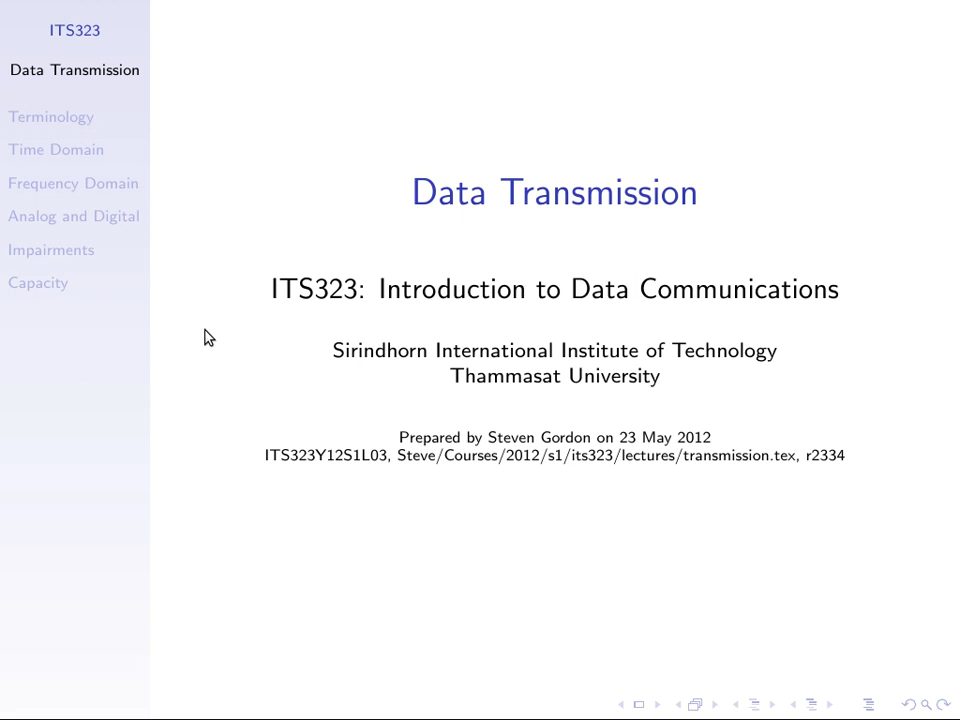 ITS323
Data Transmission
Terminology
Time Domain
Frequency Domain
Analog and Digital
Impairments
Capacity
Data Transmission
ITS323: Introduction to Data Communications
Sirindhorn International Institute of Technology
Thammasat University
Prepared by Steven Gordon on 23 May 2012
ITS323Y12S1L03, Steve/Courses/2012/s1/its323/lectures/transmission.tex, r2334